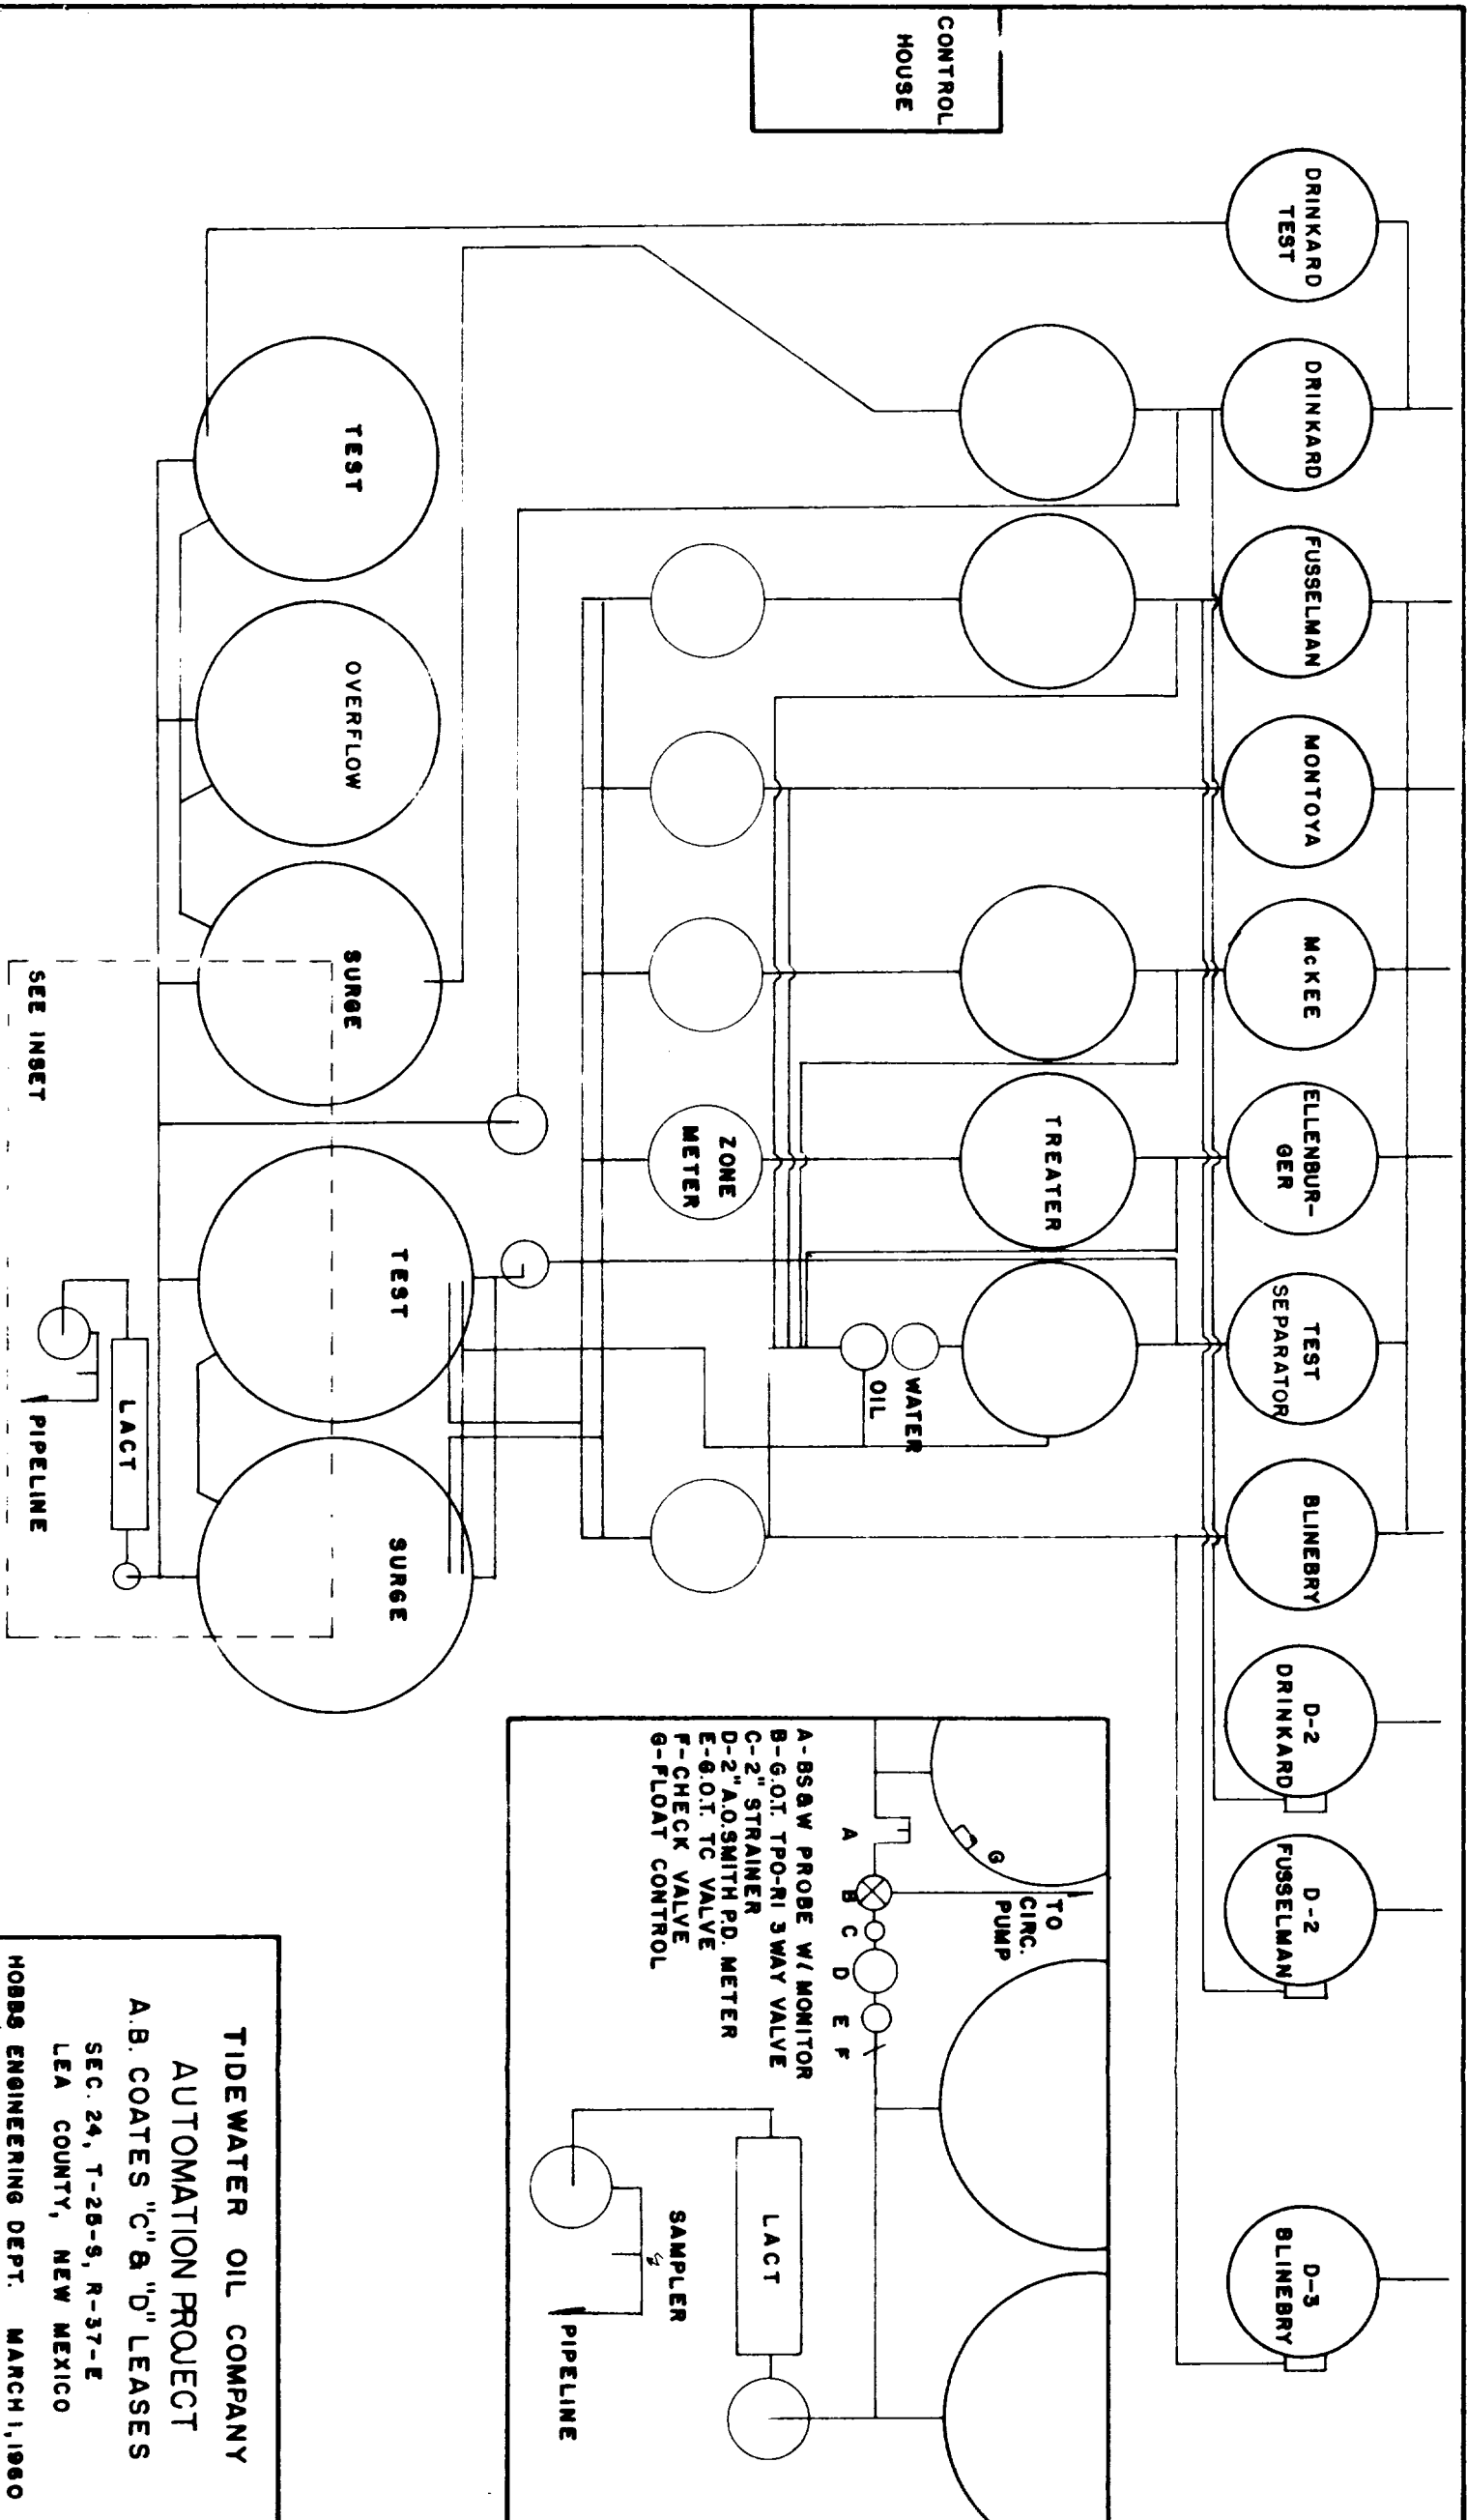 CONTROL
HOUSE
DRINKARD
TEST
DRINKARD
FUSSELMAN
MONTOYA
McKEE
ELLENBUR-
GER
TEST
SEPARATOR
BLINEBRY
D-2
DRINKARD
D-2
FUSSELMAN
D-3
BLINEBRY
TREATER
WATER
OIL
ZONE
METER
TEST
OVERFLOW
SURGE
TEST
SURGE
SEE INSET
LACT
PIPELINE
G
TO
CIRC.
PUMP
A
B
C
D
E
F
A-BS&W PROBE W/ MONITOR
B-G.O.T. TPO-R1 3 WAY VALVE
C-2" STRAINER
D-2" A.O.SMITH P.D. METER
E-G.O.T. TC VALVE
F-CHECK VALVE
G-FLOAT CONTROL
LACT
SAMPLER
PIPELINE
TIDEWATER OIL COMPANY
AUTOMATION PROJECT
A.B. COATES "C" & "D" LEASES
SEC. 24, T-25-S, R-37-E
LEA COUNTY, NEW MEXICO
HOBBS ENGINEERING DEPT. MARCH 1, 1960